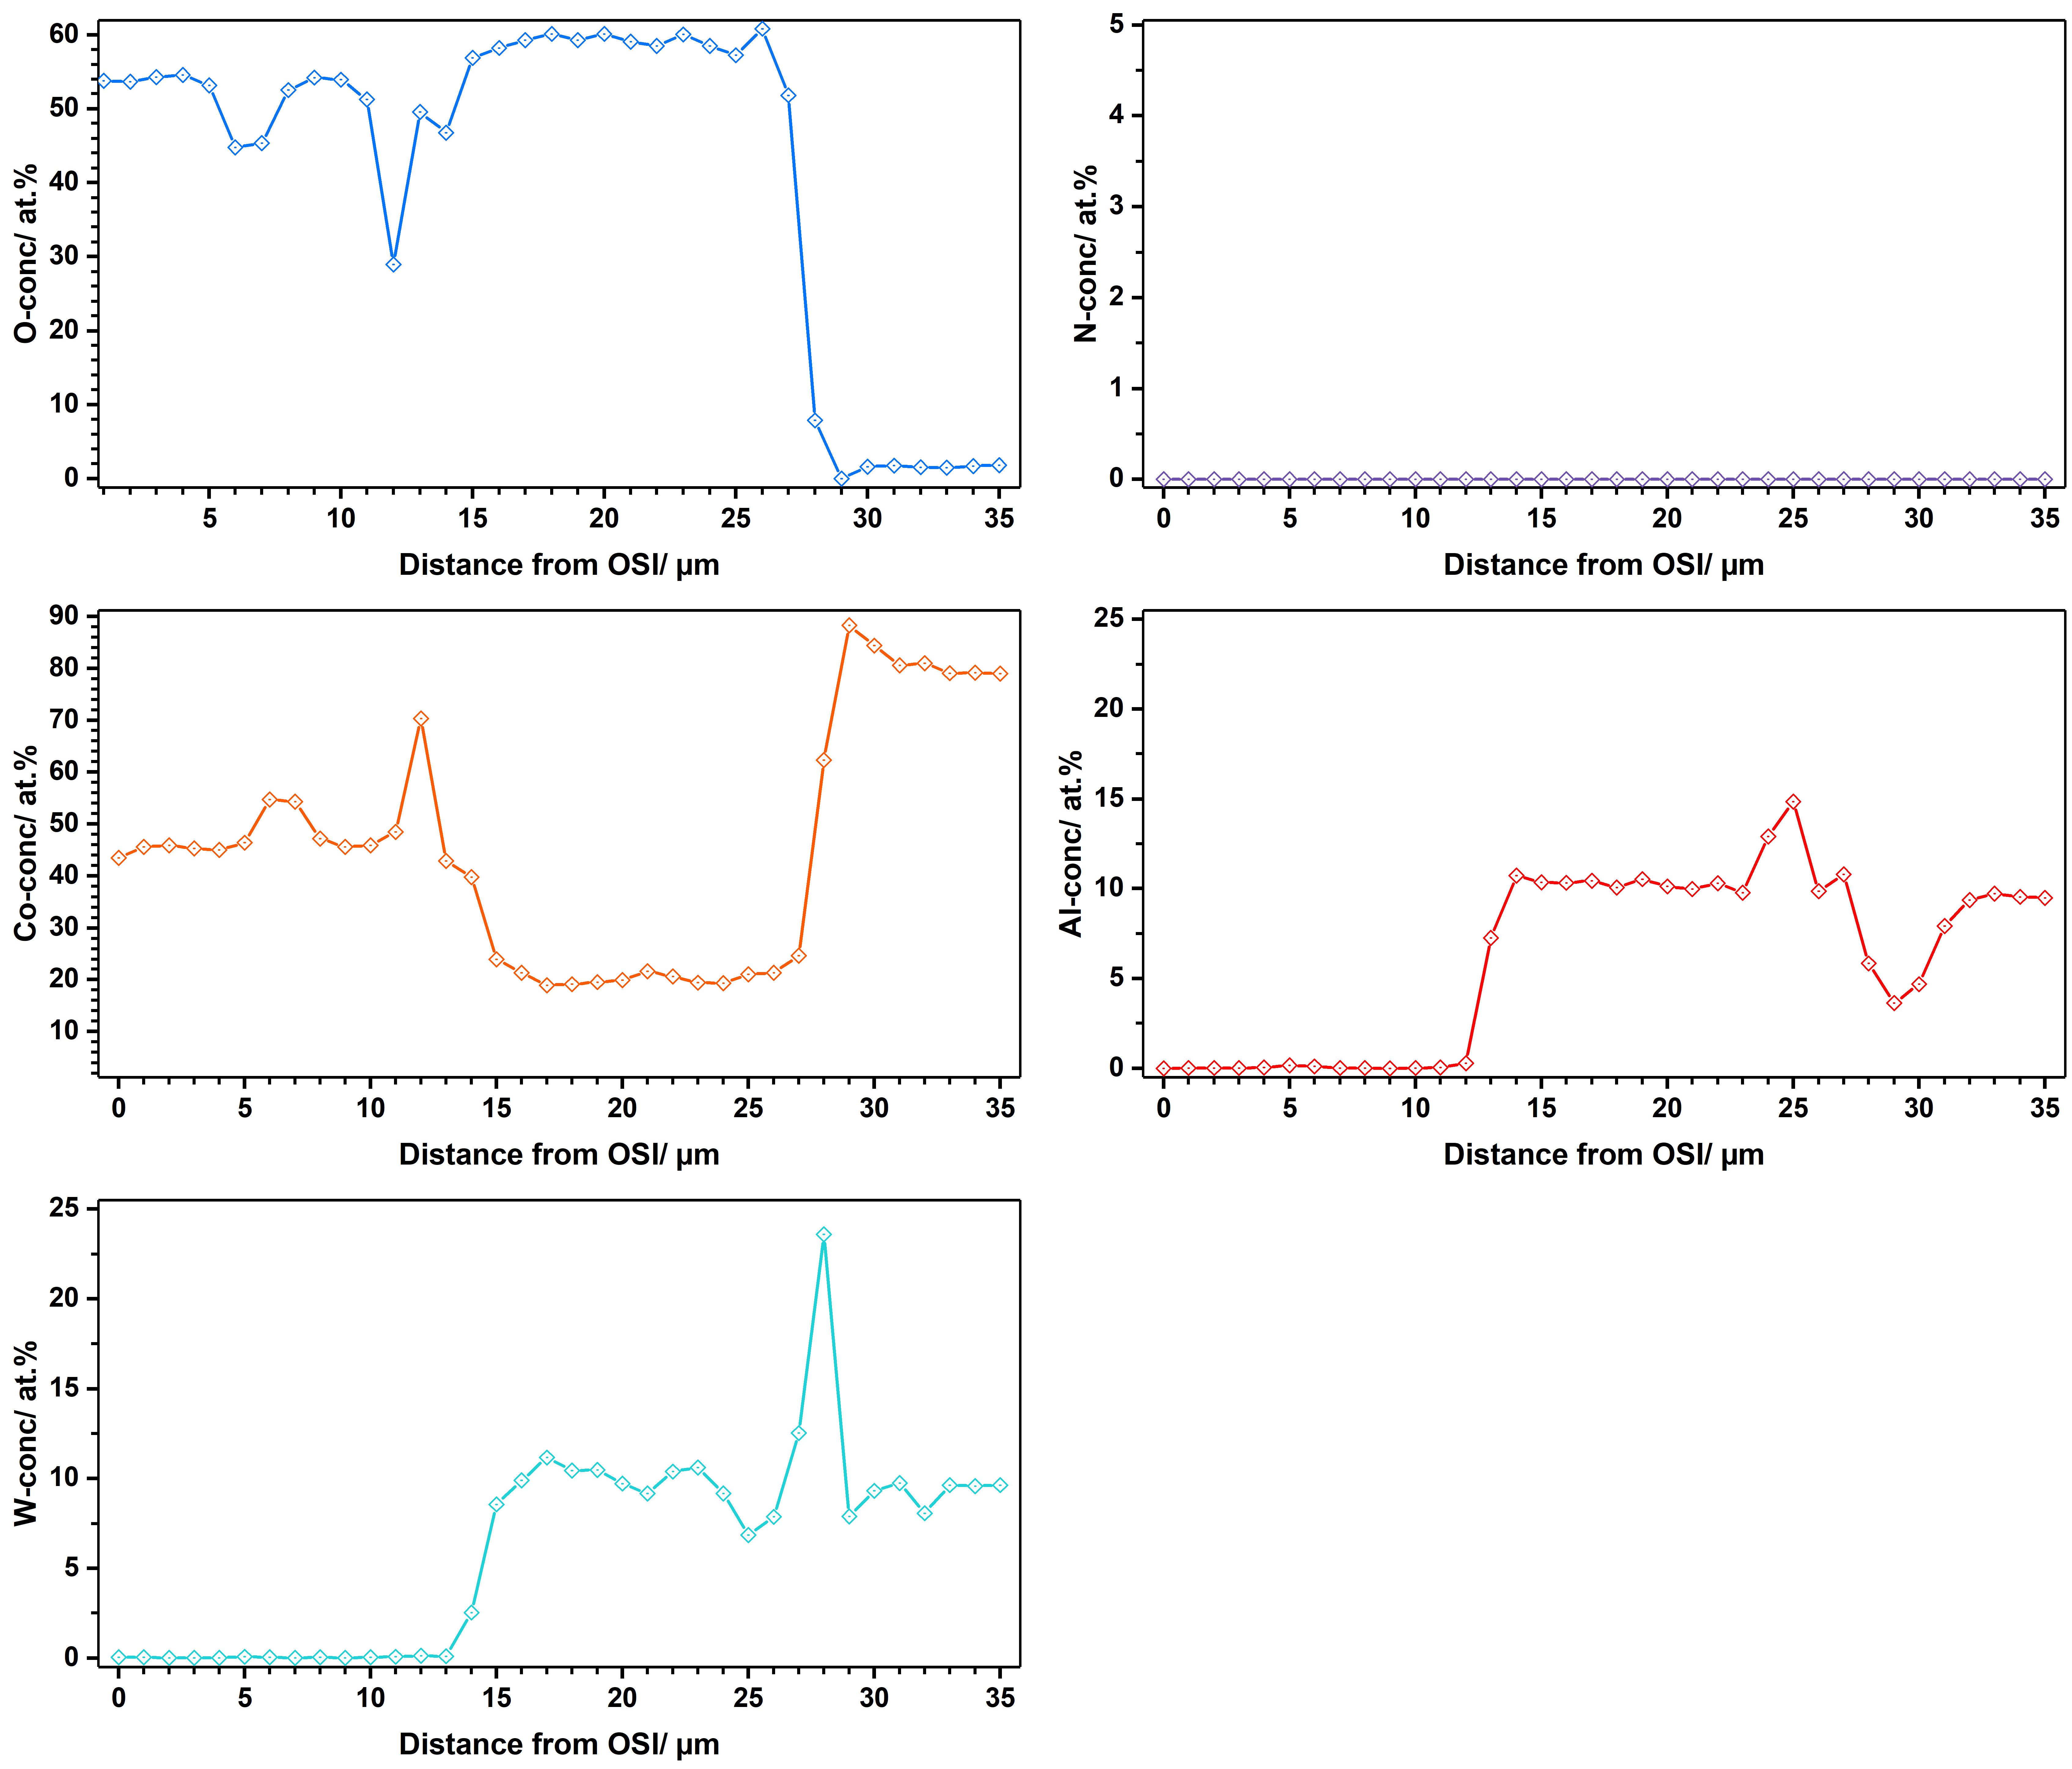 O-conc/ at.%
60
50
40
30
20
10
0
5 10 15 20 25 30 35
Distance from OSI/ µm
N-conc/ at.%
5
4
3
2
1
0
0 5 10 15 20 25 30 35
Distance from OSI/ µm
Co-conc/ at.%
90
80
70
60
50
40
30
20
10
0 5 10 15 20 25 30 35
Distance from OSI/ µm
Al-conc/ at.%
25
20
15
10
5
0
0 5 10 15 20 25 30 35
Distance from OSI/ µm
W-conc/ at.%
25
20
15
10
5
0
0 5 10 15 20 25 30 35
Distance from OSI/ µm